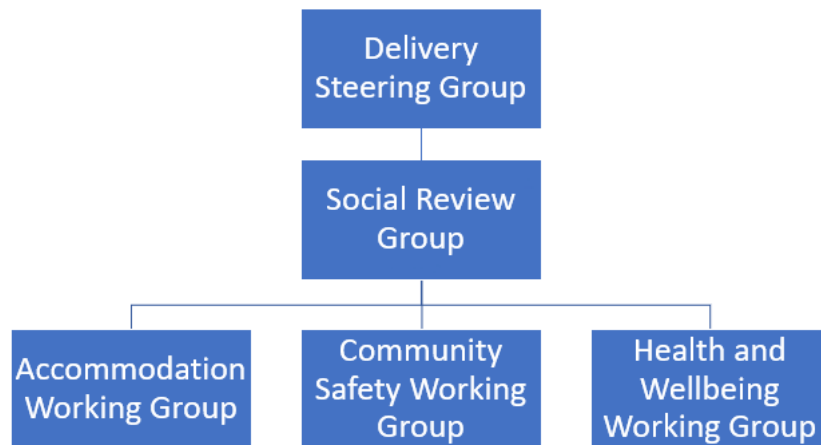 Delivery
Steering Group
Social Review
Group
Accommodation
Working Group
Community
Safety Working
Group
Health and
Wellbeing
Working Group